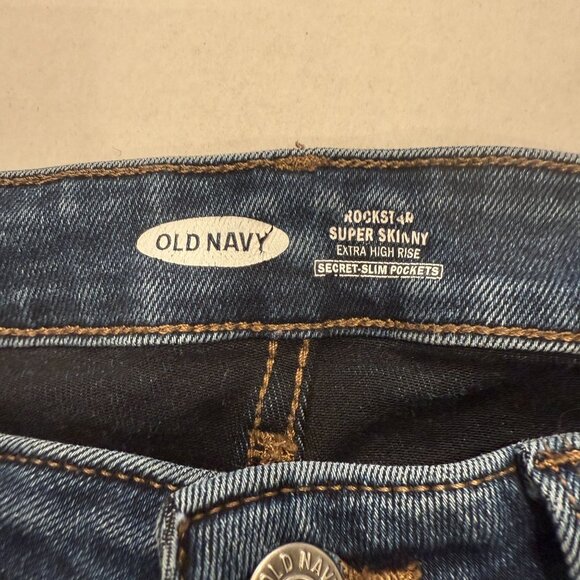 OLD NAVY
ROCKSTAR
SUPER SKINNY
EXTRA HIGH RISE
SECRET-SLIM POCKETS
OLD NAVY